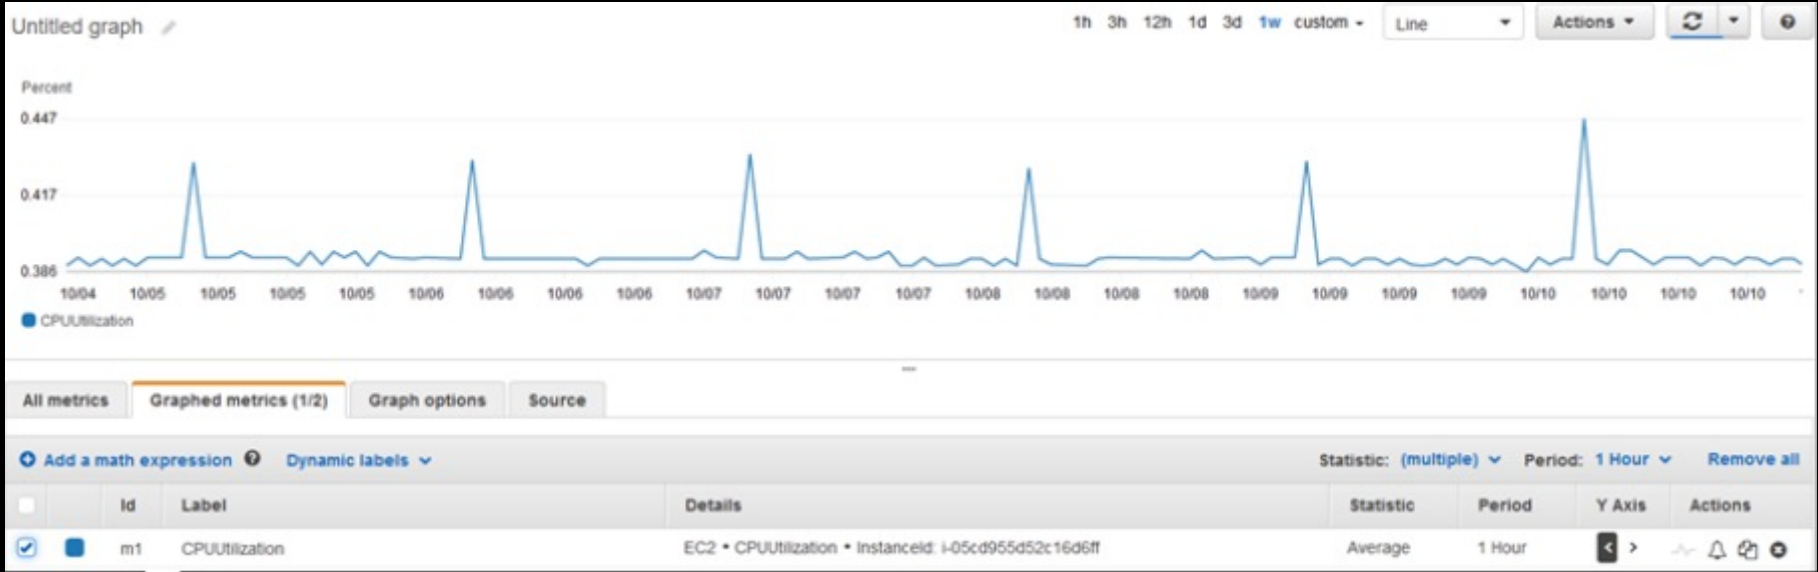 Untitled graph
1h 3h 12h 1d 3d 1w custom Line Actions
Percent
0.447
0.417
0.386
10/04 10/05 10/05 10/05 10/05 10/06 10/06 10/06 10/06 10/07 10/07 10/07 10/07 10/08 10/08 10/08 10/08 10/09 10/09 10/09 10/09 10/10 10/10 10/10 10/10
CPUUtilization
All metrics Graphed metrics (1/2) Graph options Source
Add a math expression Dynamic labels Statistic: (multiple) Period: 1 Hour Remove all
Id Label Details Statistic Period Y Axis Actions
m1 CPUUtilization EC2 • CPUUtilization • InstanceId: i-05cd955d52c16d6ff Average 1 Hour < >